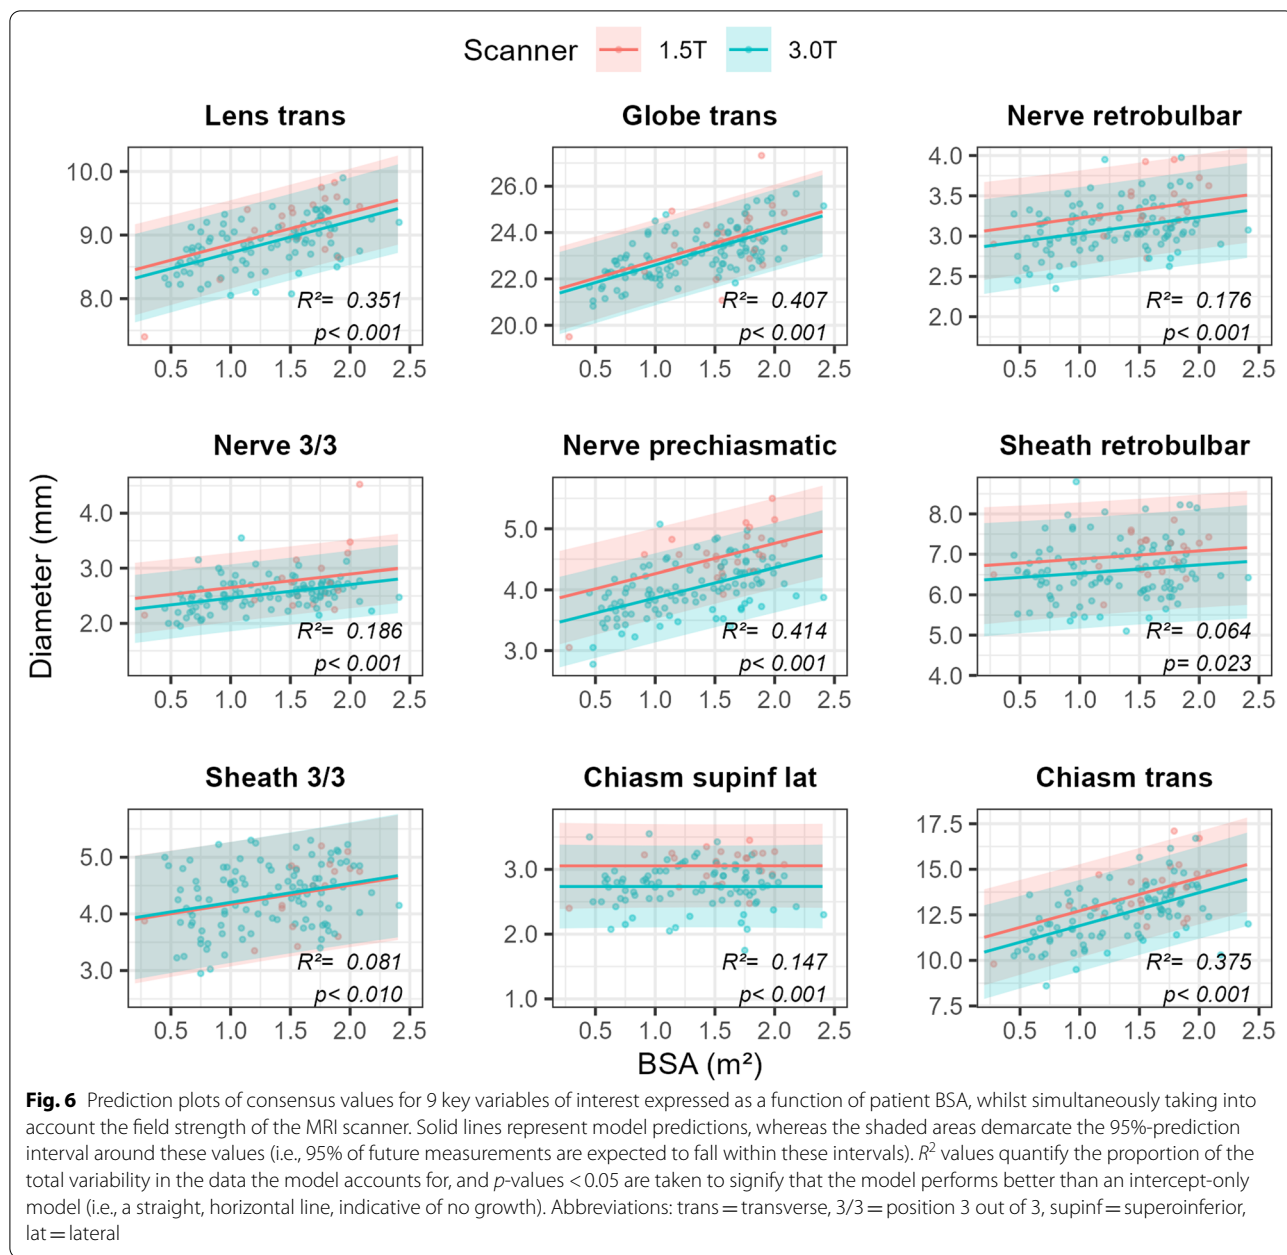 Scanner 1.5T 3.0T
Lens trans Globe trans Nerve retrobulbar
10.0
9.0
8.0
R²= 0.351
p< 0.001
0.5 1.0 1.5 2.0 2.5
26.0
24.0
22.0
20.0
R²= 0.407
p< 0.001
0.5 1.0 1.5 2.0 2.5
4.0
3.5
3.0
2.5
2.0
R²= 0.176
p< 0.001
0.5 1.0 1.5 2.0 2.5
Diameter (mm)
Nerve 3/3 Nerve prechiasmatic Sheath retrobulbar
4.0
3.0
2.0
R²= 0.186
p< 0.001
0.5 1.0 1.5 2.0 2.5
5.0
4.0
3.0
R²= 0.414
p< 0.001
0.5 1.0 1.5 2.0 2.5
8.0
7.0
6.0
5.0
4.0
R²= 0.064
p= 0.023
0.5 1.0 1.5 2.0 2.5
Sheath 3/3 Chiasm supinf lat Chiasm trans
5.0
4.0
3.0
R²= 0.081
p< 0.010
0.5 1.0 1.5 2.0 2.5
3.0
2.0
1.0
R²= 0.147
p< 0.001
0.5 1.0 1.5 2.0 2.5
17.5
15.0
12.5
10.0
7.5
R²= 0.375
p< 0.001
0.5 1.0 1.5 2.0 2.5
BSA (m²)
Fig. 6 Prediction plots of consensus values for 9 key variables of interest expressed as a function of patient BSA, whilst simultaneously taking into
account the field strength of the MRI scanner. Solid lines represent model predictions, whereas the shaded areas demarcate the 95%-prediction
interval around these values (i.e., 95% of future measurements are expected to fall within these intervals). R² values quantify the proportion of the
total variability in the data the model accounts for, and p-values < 0.05 are taken to signify that the model performs better than an intercept-only
model (i.e., a straight, horizontal line, indicative of no growth). Abbreviations: trans = transverse, 3/3 = position 3 out of 3, supinf = superoinferior,
lat = lateral